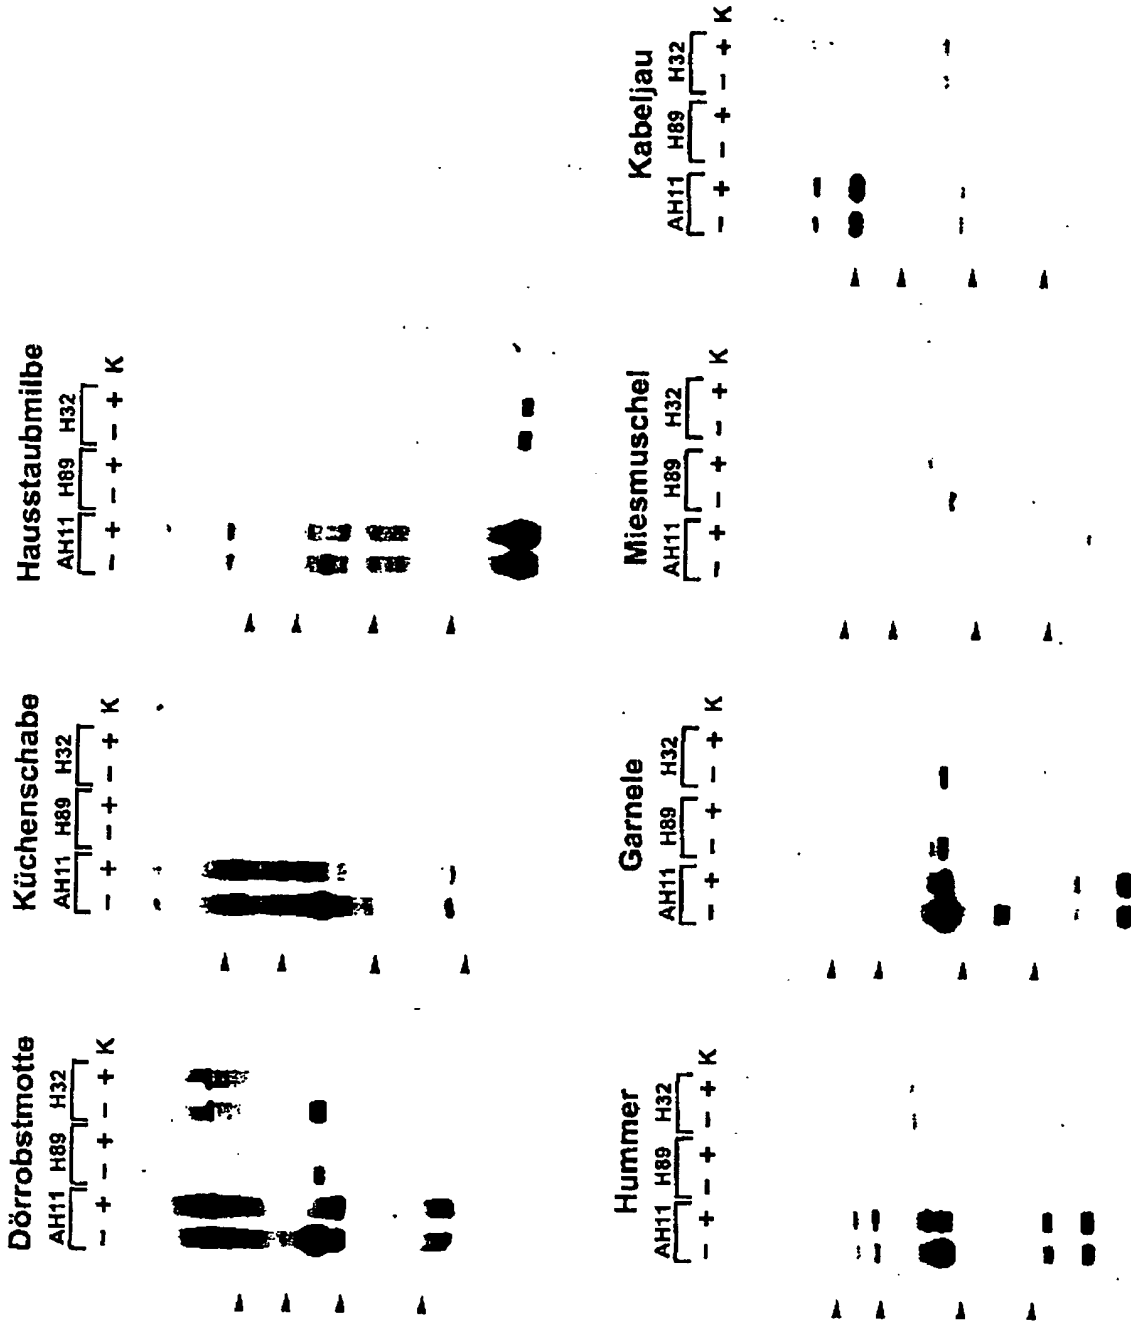 Dörrobstmotte
AH11 H89 H32
− + − + − + K
Küchenschabe
AH11 H89 H32
− + − + − + K
Hausstaubmilbe
AH11 H89 H32
− + − + − + K
Hummer
AH11 H89 H32
− + − + − + K
Garnele
AH11 H89 H32
− + − + − + K
Miesmuschel
AH11 H89 H32
− + − + − + K
Kabeljau
AH11 H89 H32
− + − + − + K